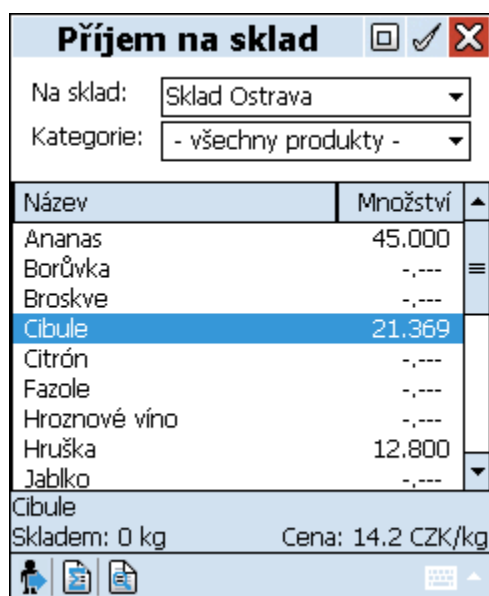 Příjem na sklad
Na sklad: Sklad Ostrava
Kategorie: - všechny produkty -
Název Množství
Ananas 45.000
Borůvka -.---
Broskve -.---
Cibule 21.369
Citrón -.---
Fazole -.---
Hroznové víno -.---
Hruška 12.800
Jablko -.---
Cibule
Skladem: 0 kg Cena: 14.2 CZK/kg